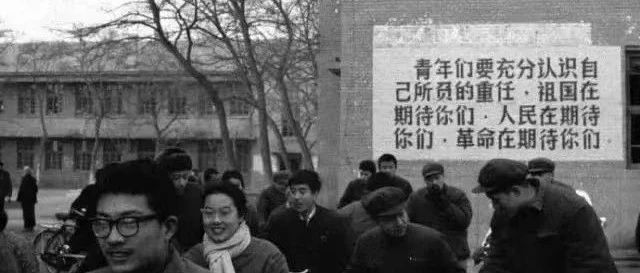 青年们要充分认识自
己所负的重任·祖国在
期待你们·人民在期待
你们·革命在期待你们